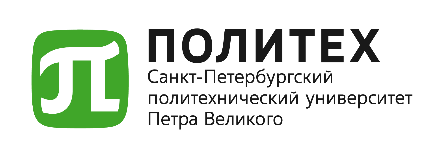 П
ПОЛИТЕХ
Санкт-Петербургский
политехнический университет
Петра Великого